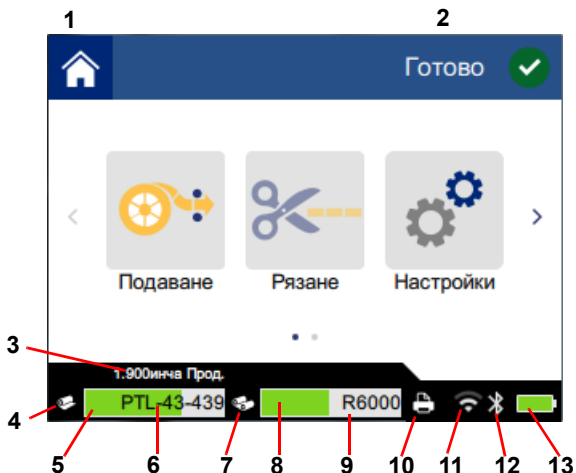 1 2
Готово
Подаване Рязане Настройки
3
1.900инча Прод.
PTL-43-439 R6000
4 5 6 7 8 9 10 11 12 13